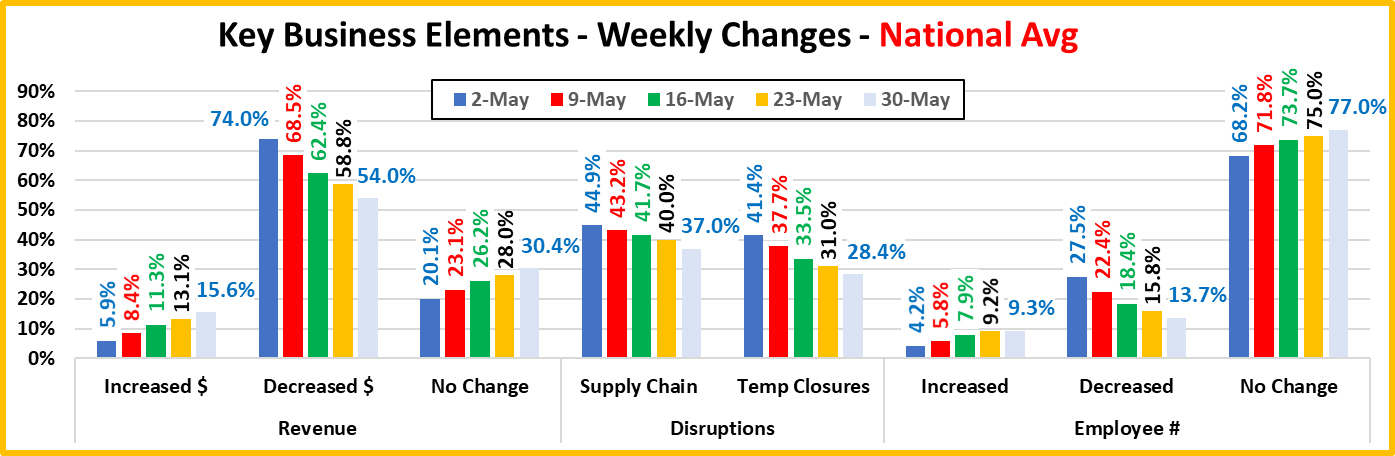 Key Business Elements - Weekly Changes - National Avg
2-May 9-May 16-May 23-May 30-May
90%
80%
70%
60%
50%
40%
30%
20%
10%
0%
5.9% 8.4% 11.3% 13.1% 15.6%
74.0% 68.5% 62.4% 58.8% 54.0%
20.1% 23.1% 26.2% 28.0% 30.4%
44.9% 43.2% 41.7% 40.0% 37.0%
41.4% 37.7% 33.5% 31.0% 28.4%
4.2% 5.8% 7.9% 9.2% 9.3%
27.5% 22.4% 18.4% 15.8% 13.7%
68.2% 71.8% 73.7% 75.0% 77.0%
Increased $ Decreased $ No Change Supply Chain Temp Closures Increased Decreased No Change
Revenue Disruptions Employee #